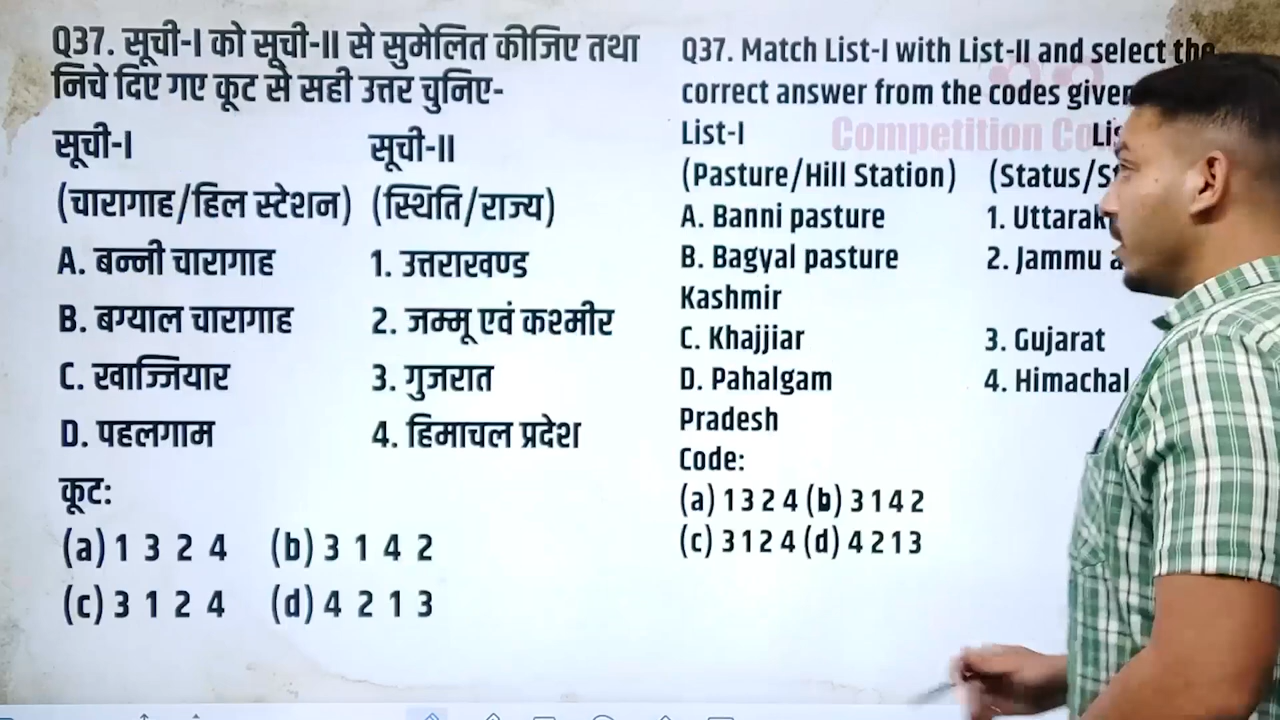 Q37. सूची-I को सूची-II से सुमेलित कीजिए तथा
निचे दिए गए कूट से सही उत्तर चुनिए-
सूची-I सूची-II
(चारागाह/हिल स्टेशन) (स्थिति/राज्य)
A. बन्नी चारागाह 1. उत्तराखण्ड
B. बग्याल चारागाह 2. जम्मू एवं कश्मीर
C. खाज्जियार 3. गुजरात
D. पहलगाम 4. हिमाचल प्रदेश
कूटः
(a) 1 3 2 4 (b) 3 1 4 2
(c) 3 1 2 4 (d) 4 2 1 3
Q37. Match List-I with List-II and select the
correct answer from the codes
List-I
Competition
(Pasture/Hill Station) (Status/
A. Banni pasture 1.
B. Bagyal pasture 2. Jammu
Kashmir
C. Khajjiar 3. Gujarat
D. Pahalgam 4. Himachal
Pradesh
Code:
(a) 1 3 2 4 (b) 3 1 4 2
(c) 3 1 2 4 (d) 4 2 1 3